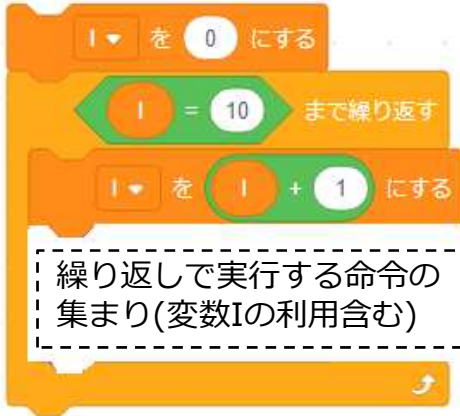 I を 0 にする
I = 10 まで繰り返す
I を I + 1 にする
繰り返しで実行する命令の
集まり(変数Iの利用含む)